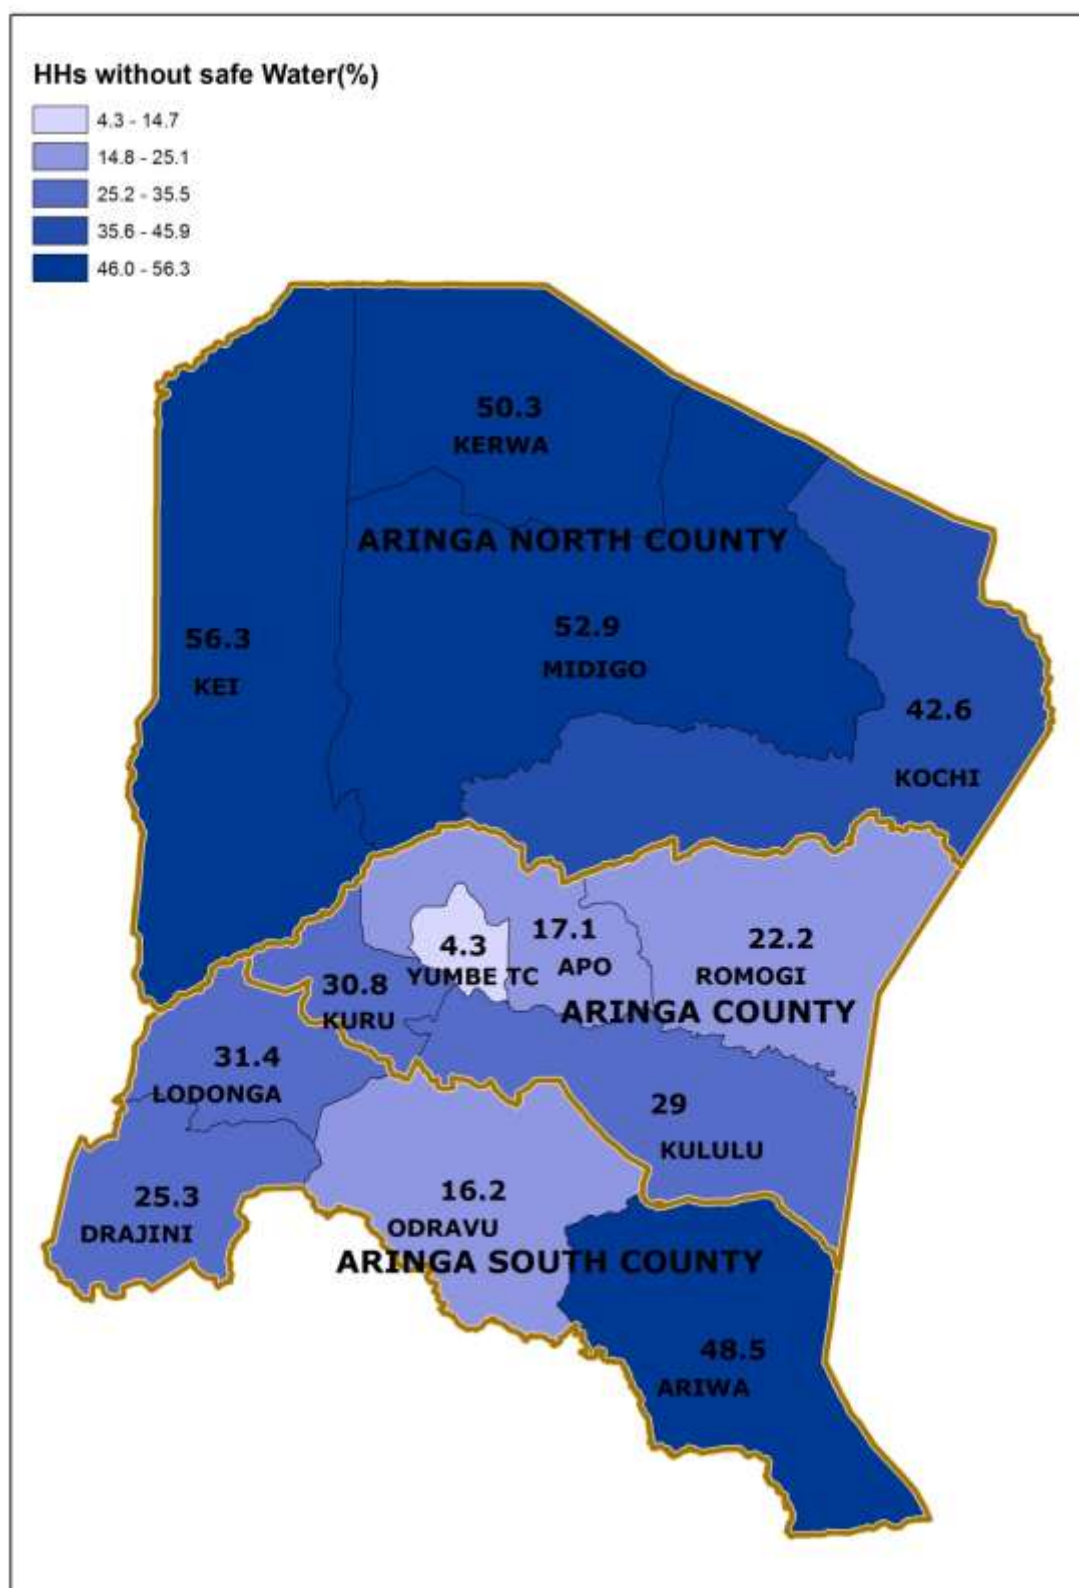 HHs without safe Water(%)
4.3 - 14.7
14.8 - 25.1
25.2 - 35.5
35.6 - 45.9
46.0 - 56.3
50.3
KERWA
ARINGA NORTH COUNTY
56.3
KEI
52.9
MIDIGO
42.6
KOCHI
4.3
YUMBE TC
17.1
APO
22.2
ROMOGI
ARINGA COUNTY
30.8
KURU
31.4
LODONGA
29
KULULU
25.3
DRAJINI
16.2
ODRAVU
ARINGA SOUTH COUNTY
48.5
ARIWA